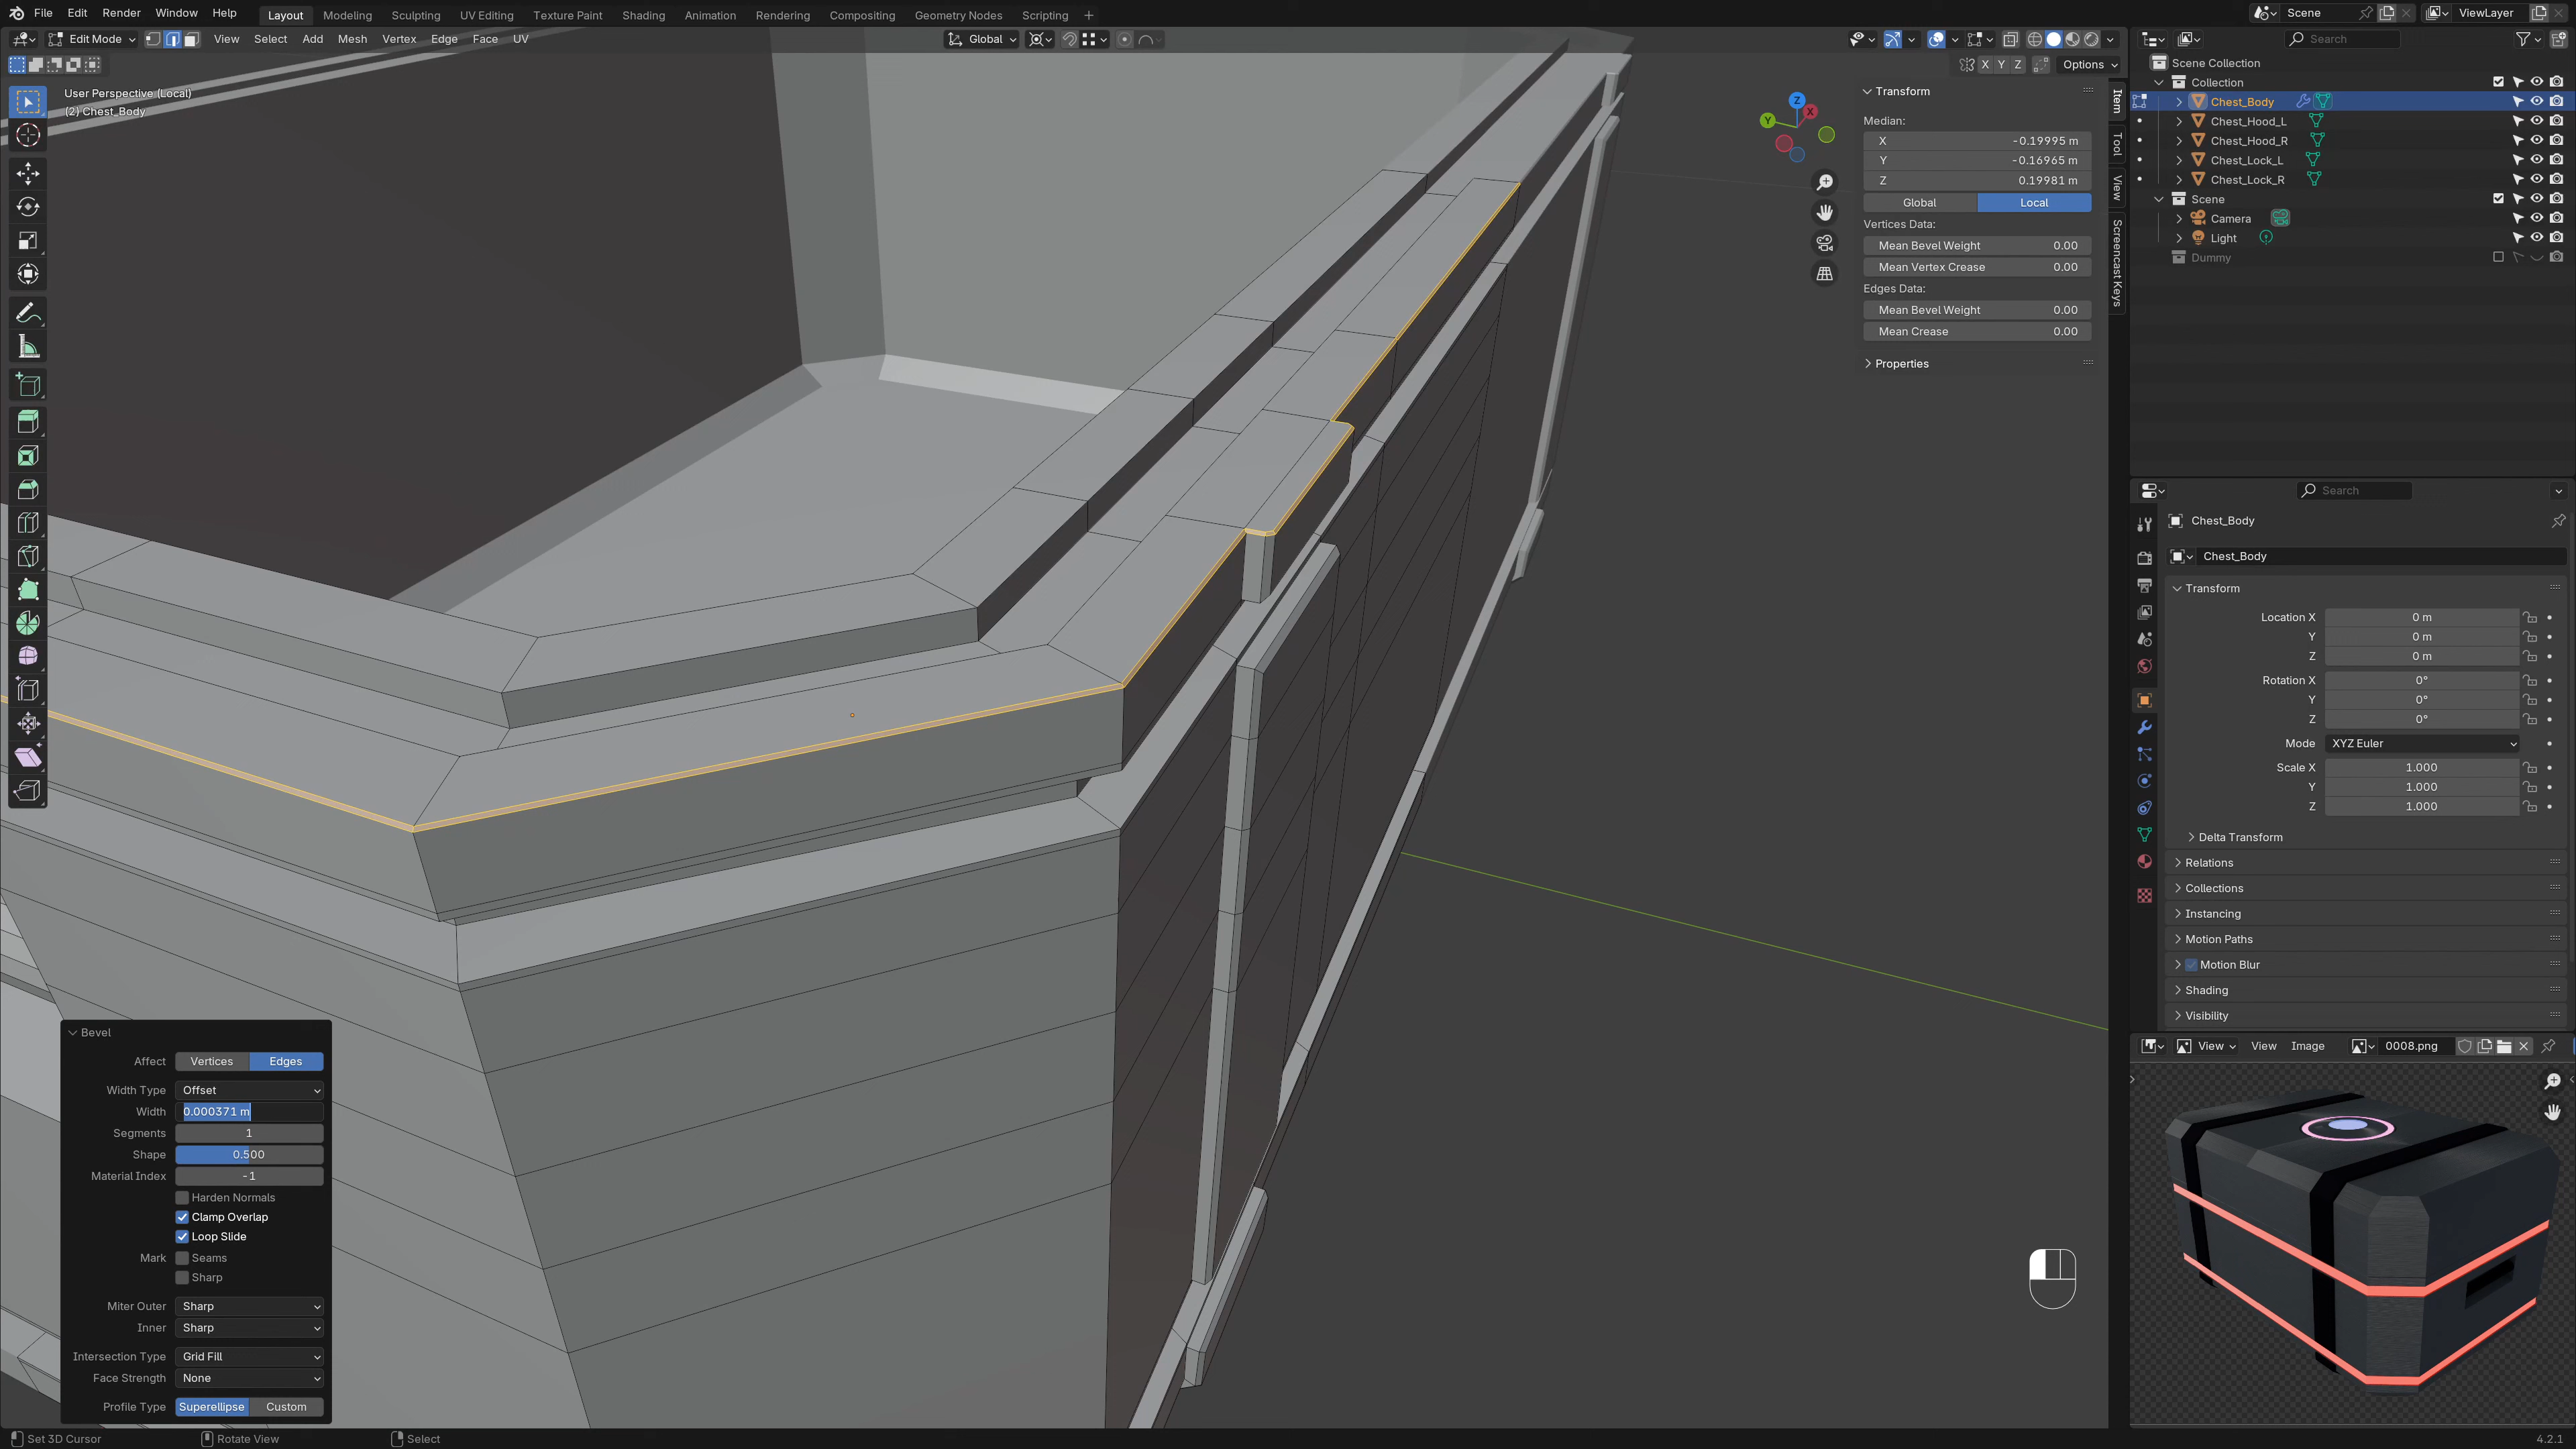 File Edit Render Window Help Layout Modeling Sculpting UV Editing Texture Paint Shading Animation Rendering Compositing Geometry Nodes Scripting + Scene ViewLayer
Edit Mode View Select Add Mesh Vertex Edge Face UV Global Search
X Y Z Options
User Perspective (Local)
(2) Chest_Body
Z
X
Y
Transform
Median:
X -0.19995 m
Y -0.16965 m
Z 0.19981 m
Global Local
Vertices Data:
Mean Bevel Weight 0.00
Mean Vertex Crease 0.00
Edges Data:
Mean Bevel Weight 0.00
Mean Crease 0.00
Properties
Item
Tool
View
Screencast Keys
Scene Collection
Collection
Chest_Body
Chest_Hood_L
Chest_Hood_R
Chest_Lock_L
Chest_Lock_R
Scene
Camera
Light
Dummy
Search
Chest_Body
Chest_Body
Transform
Location X 0 m
Y 0 m
Z 0 m
Rotation X 0°
Y 0°
Z 0°
Mode XYZ Euler
Scale X 1.000
Y 1.000
Z 1.000
Delta Transform
Relations
Collections
Instancing
Motion Paths
Motion Blur
Shading
Visibility
View View Image 0008.png
Bevel
Affect Vertices Edges
Width Type Offset
Width 0.000371 m
Segments 1
Shape 0.500
Material Index -1
Harden Normals
Clamp Overlap
Loop Slide
Mark Seams
Sharp
Miter Outer Sharp
Inner Sharp
Intersection Type Grid Fill
Face Strength None
Profile Type Superellipse Custom
Set 3D Cursor Rotate View Select 4.2.1